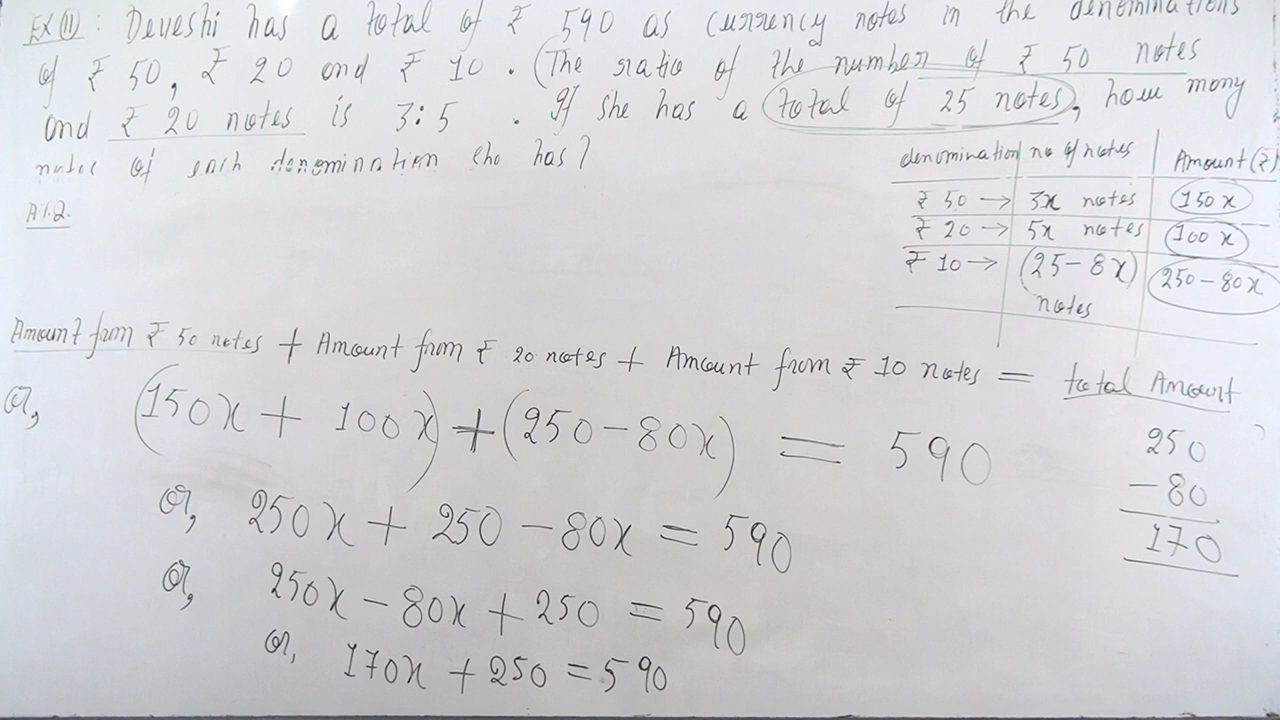 EX (11) : Deveshi has a total of ₹ 590 as currency notes in the denominations
of ₹ 50, ₹ 20 and ₹ 10 . (The ratio of the number of ₹ 50 notes
and ₹ 20 notes is 3:5 . If she has a total of 25 notes, how many
notes of each denomination she has?
denomination no of notes Amount (₹)
₹ 50 → 3x notes 150x
₹ 20 → 5x notes 100x
₹ 10 → (25-8x) 250-80x
notes
Amount from ₹ 50 notes + Amount from ₹ 20 notes + Amount from ₹ 10 notes = total Amount
or, (150x + 100x) + (250-80x) = 590
or, 250x + 250 - 80x = 590
or, 250x - 80x + 250 = 590
or, 170x + 250 = 590
250
-80
170